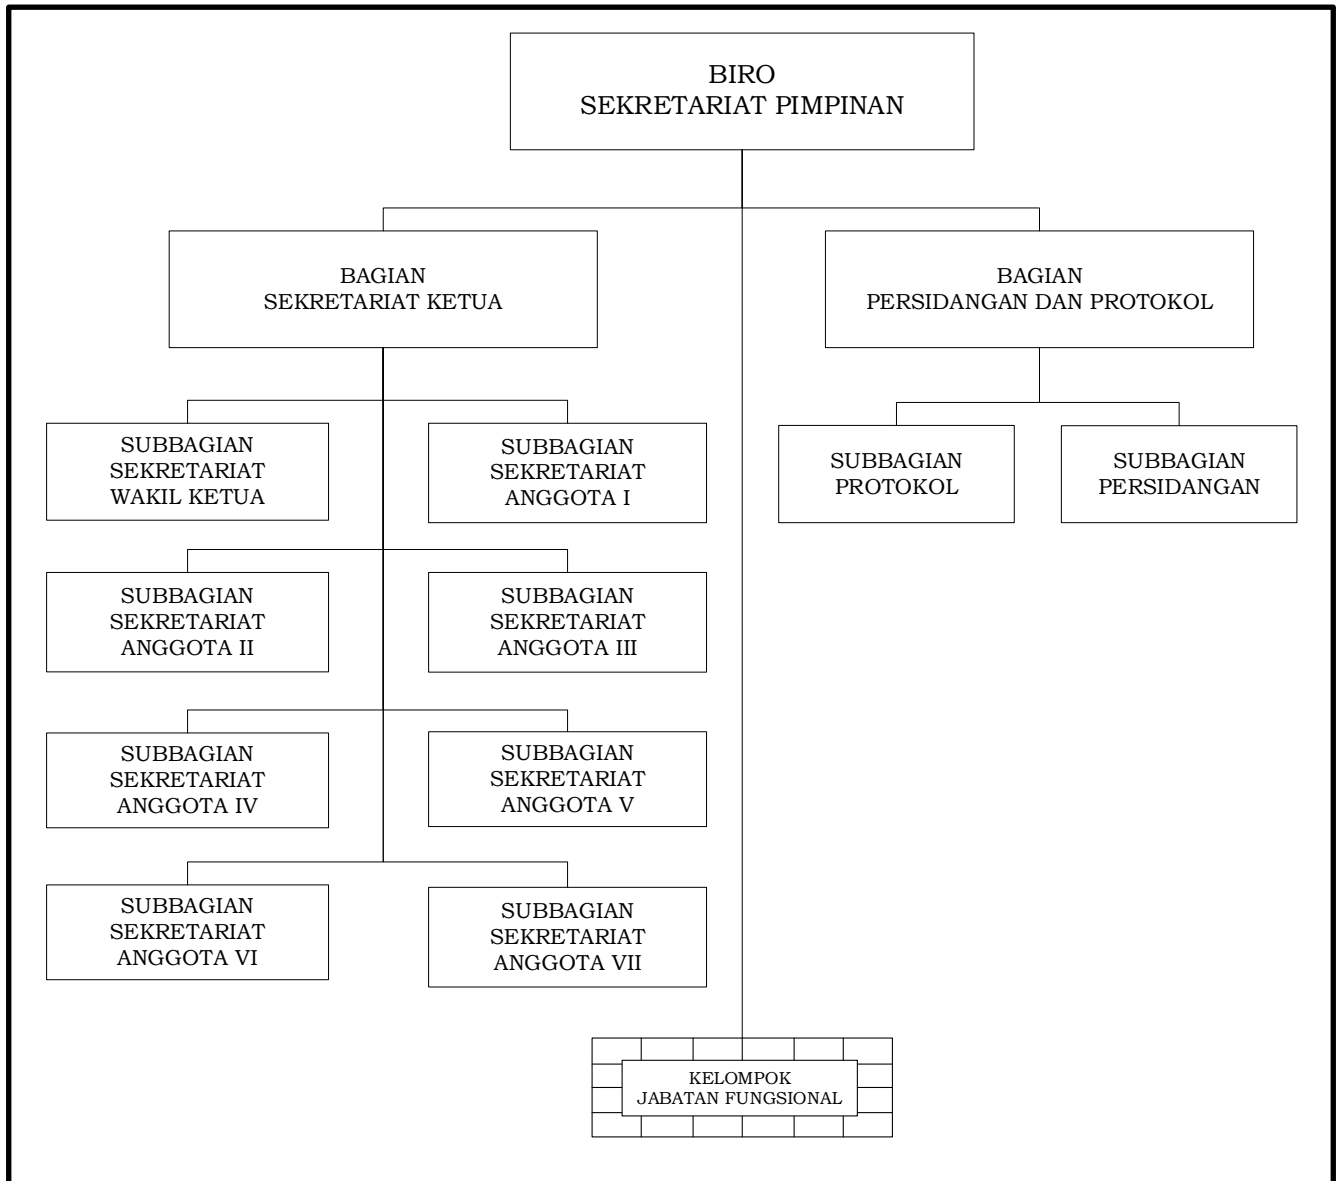 BIRO
SEKRETARIAT PIMPINAN
BAGIAN
SEKRETARIAT KETUA
BAGIAN
PERSIDANGAN DAN PROTOKOL
SUBBAGIAN
SEKRETARIAT
WAKIL KETUA
SUBBAGIAN
SEKRETARIAT
ANGGOTA I
SUBBAGIAN
PROTOKOL
SUBBAGIAN
PERSIDANGAN
SUBBAGIAN
SEKRETARIAT
ANGGOTA II
SUBBAGIAN
SEKRETARIAT
ANGGOTA III
SUBBAGIAN
SEKRETARIAT
ANGGOTA IV
SUBBAGIAN
SEKRETARIAT
ANGGOTA V
SUBBAGIAN
SEKRETARIAT
ANGGOTA VI
SUBBAGIAN
SEKRETARIAT
ANGGOTA VII
KELOMPOK
JABATAN FUNGSIONAL